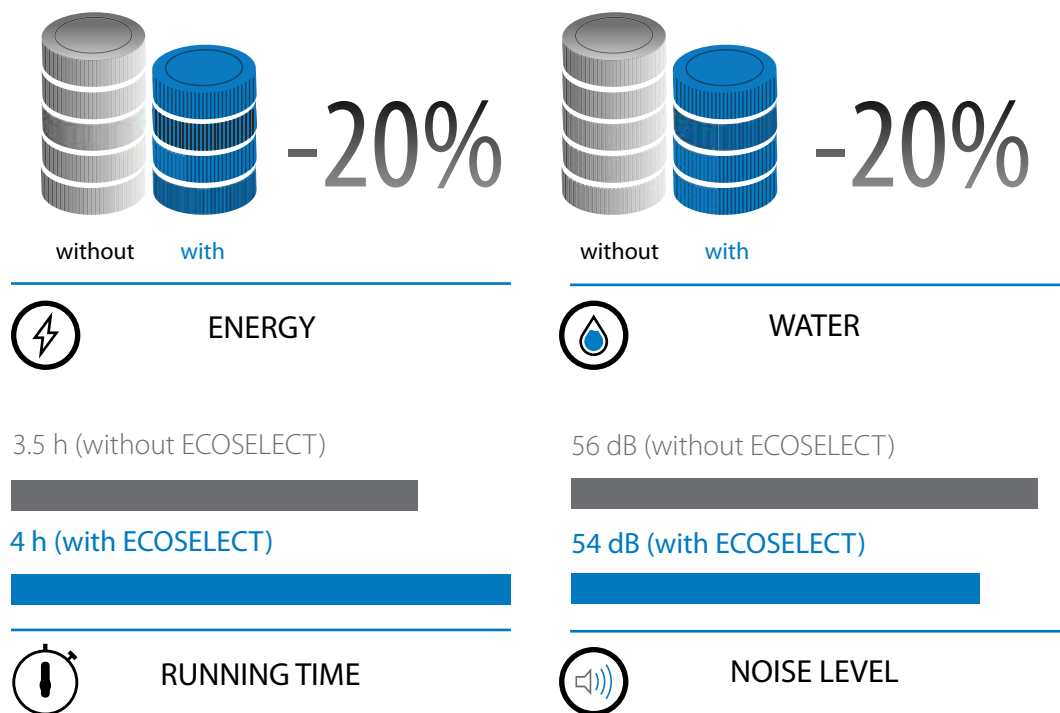 -20%
without with
ENERGY
-20%
without with
WATER
3.5 h (without ECOSELECT)
4 h (with ECOSELECT)
RUNNING TIME
56 dB (without ECOSELECT)
54 dB (with ECOSELECT)
NOISE LEVEL